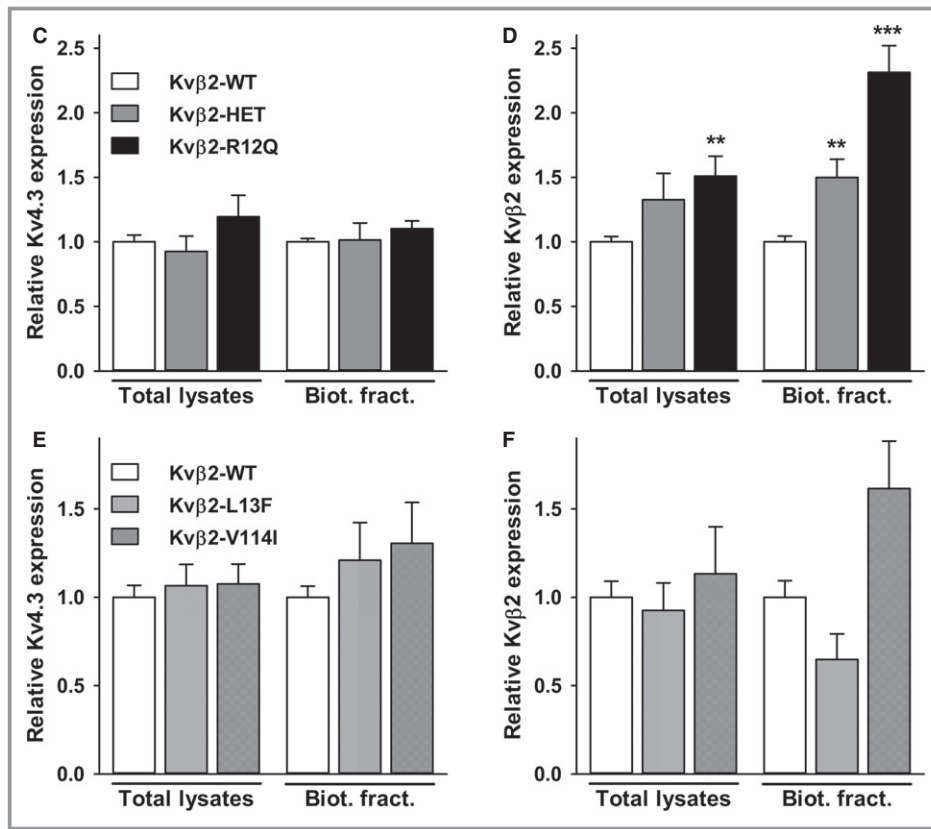 C
Relative Kv4.3 expression
2.5
2.0
1.5
1.0
0.5
0.0
Kvβ2-WT
Kvβ2-HET
Kvβ2-R12Q
Total lysates
Biot. fract.
D
Relative Kvβ2 expression
2.5
2.0
1.5
1.0
0.5
0.0
**
**
***
Total lysates
Biot. fract.
E
Relative Kv4.3 expression
1.5
1.0
0.5
0.0
Kvβ2-WT
Kvβ2-L13F
Kvβ2-V114I
Total lysates
Biot. fract.
F
Relative Kvβ2 expression
1.5
1.0
0.5
0.0
Total lysates
Biot. fract.